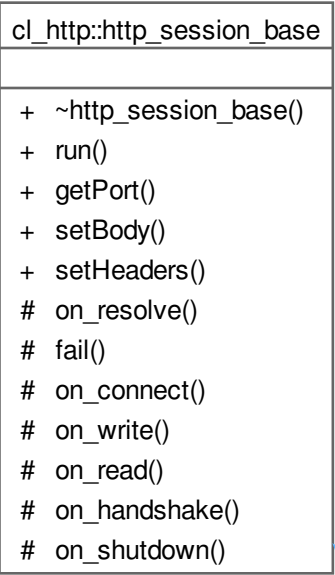 cl_http::http_session_base
+ ~http_session_base()
+ run()
+ getPort()
+ setBody()
+ setHeaders()
# on_resolve()
# fail()
# on_connect()
# on_write()
# on_read()
# on_handshake()
# on_shutdown()